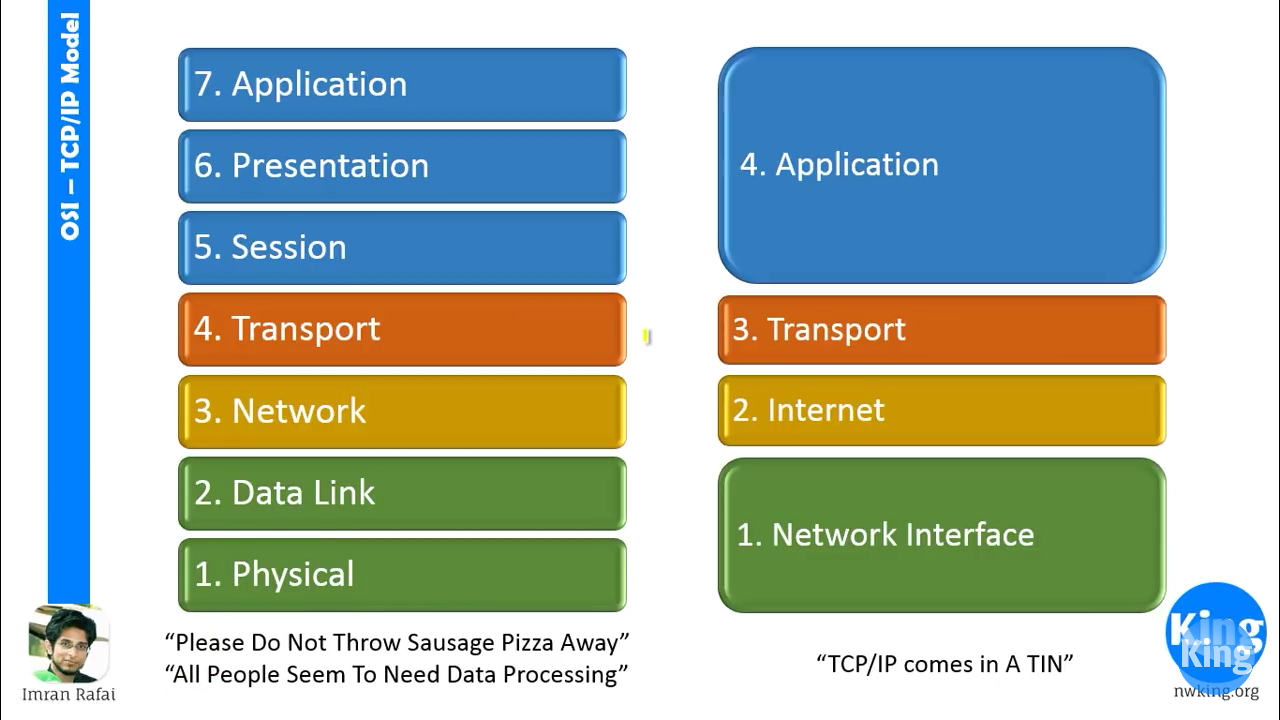 OSI – TCP/IP Model
7. Application
6. Presentation
5. Session
4. Transport
3. Network
2. Data Link
1. Physical
“Please Do Not Throw Sausage Pizza Away”
“All People Seem To Need Data Processing”
4. Application
3. Transport
2. Internet
1. Network Interface
“TCP/IP comes in A TIN”
Imran Rafai
King
King
nwking.org